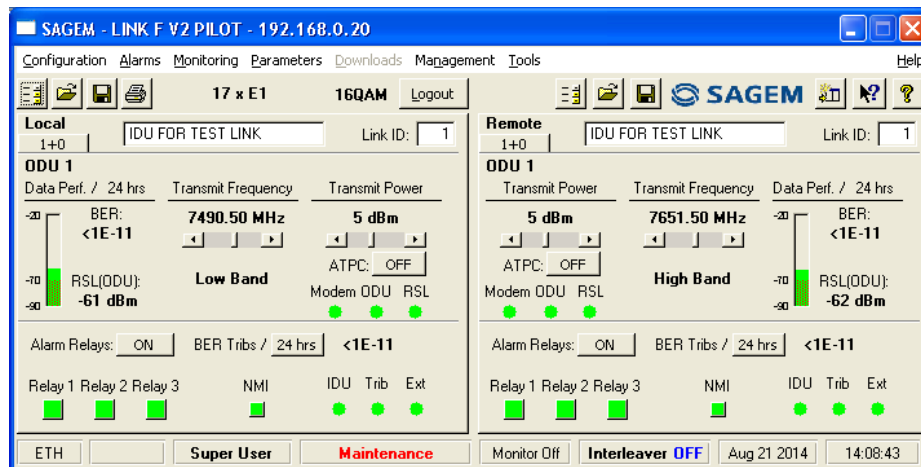 SAGEM - LINK F V2 PILOT - 192.168.0.20
Configuration Alarms Monitoring Parameters Downloads Management Tools Help
17 x E1 16QAM Logout SAGEM
Local
1+0 IDU FOR TEST LINK Link ID: 1
ODU 1
Data Perf. / 24 hrs Transmit Frequency Transmit Power
-20 BER: 7490.50 MHz 5 dBm
<1E-11
ATPC: OFF
-70 RSL(ODU): Low Band
-90 -61 dBm Modem ODU RSL
Alarm Relays: ON BER Tribs / 24 hrs <1E-11
Relay 1 Relay 2 Relay 3 NMI IDU Trib Ext
Remote
1+0 IDU FOR TEST LINK Link ID: 1
ODU 1
Transmit Power Transmit Frequency Data Perf. / 24 hrs
5 dBm 7651.50 MHz -20 BER:
<1E-11
ATPC: OFF High Band -70 RSL(ODU):
Modem ODU RSL -90 -62 dBm
Alarm Relays: ON BER Tribs / 24 hrs <1E-11
Relay 1 Relay 2 Relay 3 NMI IDU Trib Ext
ETH Super User Maintenance Monitor Off Interleaver OFF Aug 21 2014 14:08:43